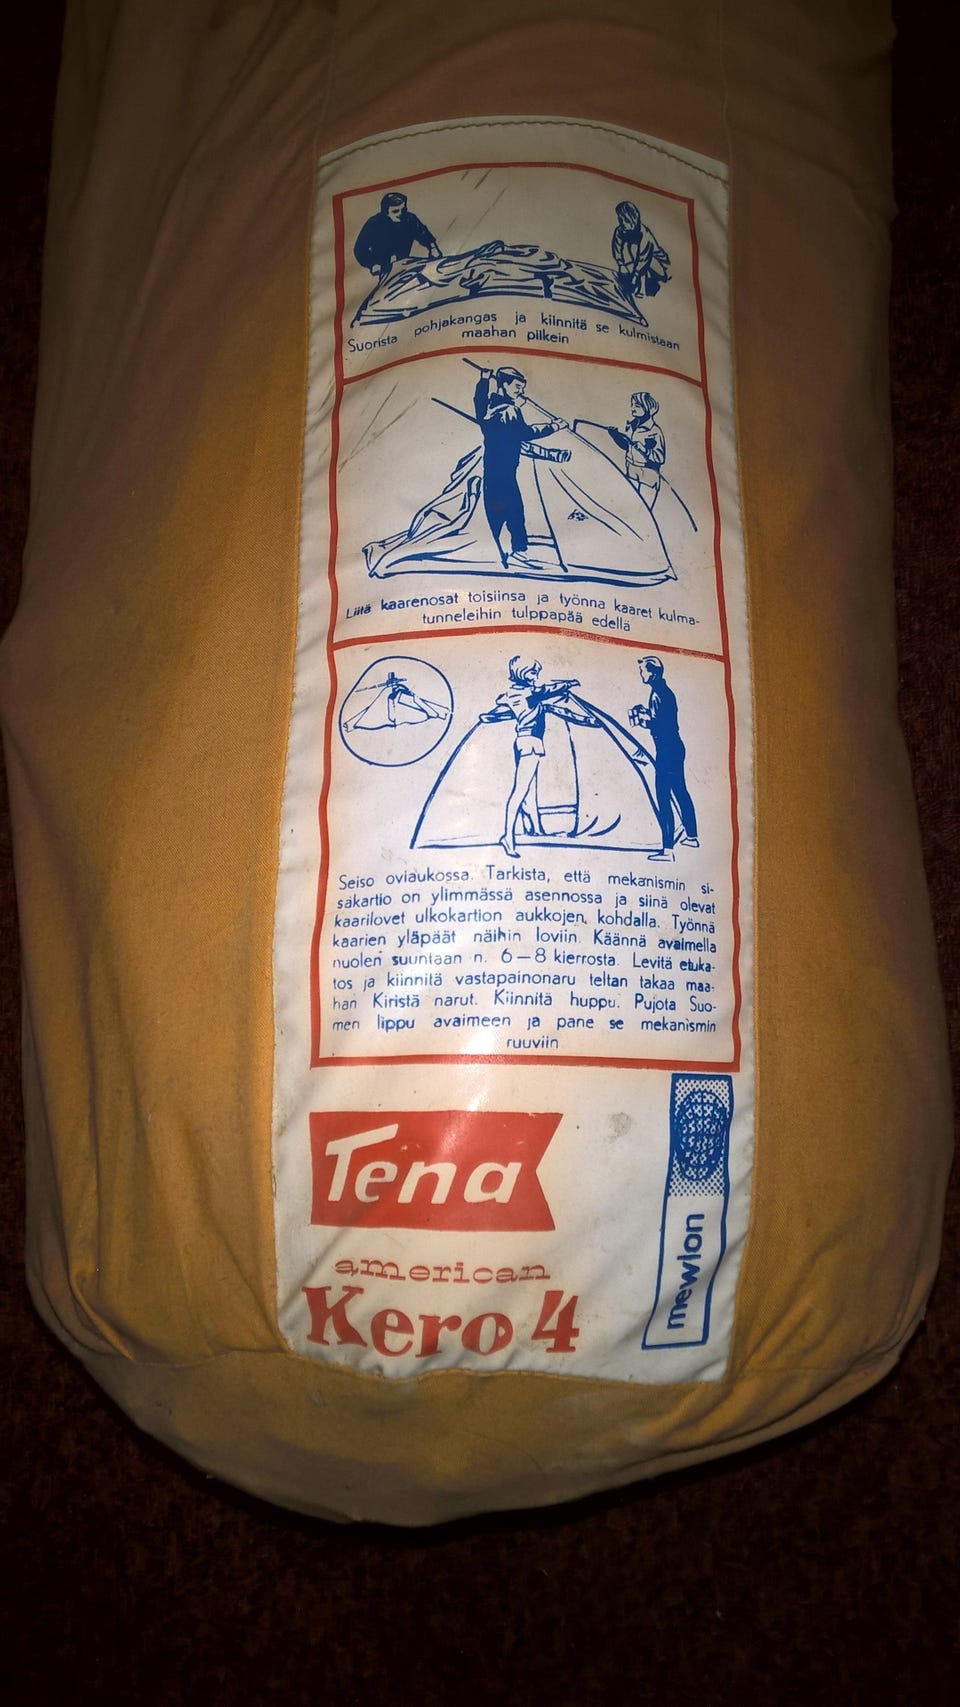 Suorista pohjakangas ja kiinnitä se kulmistaan
maahan piikein
Liitä kaarenosat toisiinsa ja työnna kaaret kulma-
tunneleihin tulppapää edellä
Seiso oviaukossa. Tarkista, että mekanismin si-
säkartio on ylimmässä asennossa ja siinä olevat
kaarilovet ulkokartion aukkojen, kohdalla. Työnnä
kaarien yläpäät näihin loviin. Käännä avaimella
nuolen suuntaan n. 6–8 kierrosta. Levitä etuka-
tos ja kiinnitä vastapainonaru teltan takaa maa-
han Kiristä narut. Kiinnitä huppu. Pujota Suo-
men lippu avaimeen ja pane se mekanismin
ruuviin
Tena
american
Kero 4
mewlon